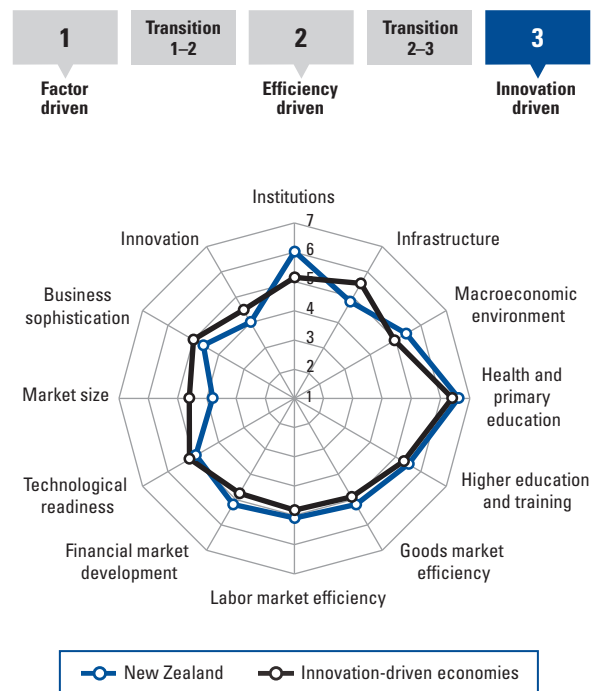 1
Transition
1–2
2
Transition
2–3
3
Factor
driven
Efficiency
driven
Innovation
driven
Institutions
7
Innovation
6
Infrastructure
5
Business
sophistication
4
Macroeconomic
environment
3
2
Market size
1
Health and
primary
education
Technological
readiness
Higher education
and training
Financial market
development
Goods market
efficiency
Labor market efficiency
New Zealand
Innovation-driven economies